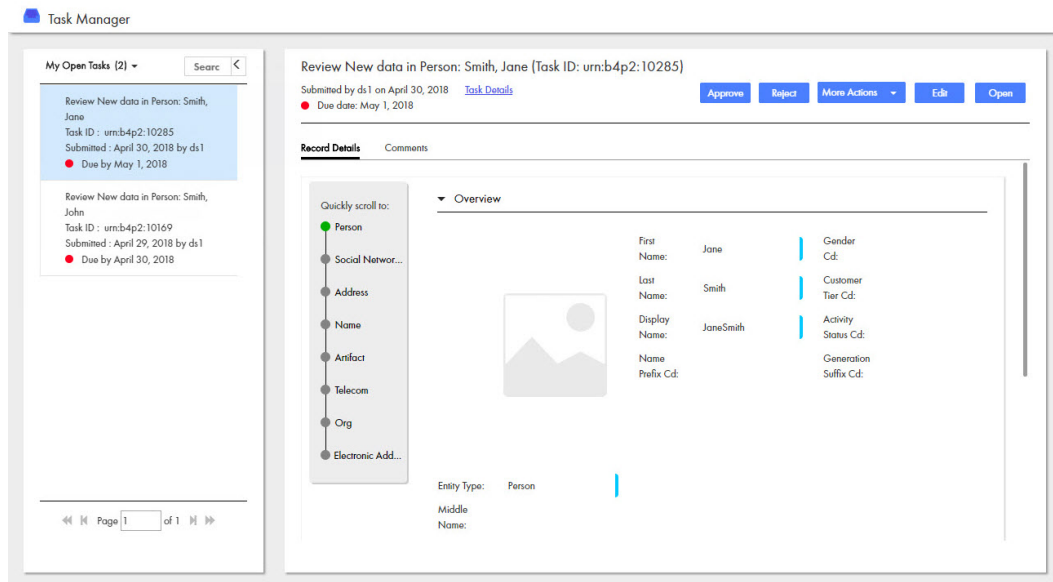 Task Manager
My Open Tasks (2)
Searc
Review New data in Person: Smith,
Jane
Task ID : urn:b4p2:10285
Submitted : April 30, 2018 by ds1
Due by May 1, 2018
Review New data in Person: Smith,
John
Task ID : urn:b4p2:10169
Submitted : April 29, 2018 by ds1
Due by April 30, 2018
Page 1 of 1
Review New data in Person: Smith, Jane (Task ID: urn:b4p2:10285)
Submitted by ds1 on April 30, 2018 Task Details
Due date: May 1, 2018
Approve Reject More Actions Edit Open
Record Details Comments
Quickly scroll to:
Person
Social Networ...
Address
Name
Artifact
Telecom
Org
Electronic Add...
Overview
First
Name:
Jane
Last
Name:
Smith
Display
Name:
JaneSmith
Name
Prefix Cd:
Gender
Cd:
Customer
Tier Cd:
Activity
Status Cd:
Generation
Suffix Cd:
Entity Type: Person
Middle
Name: